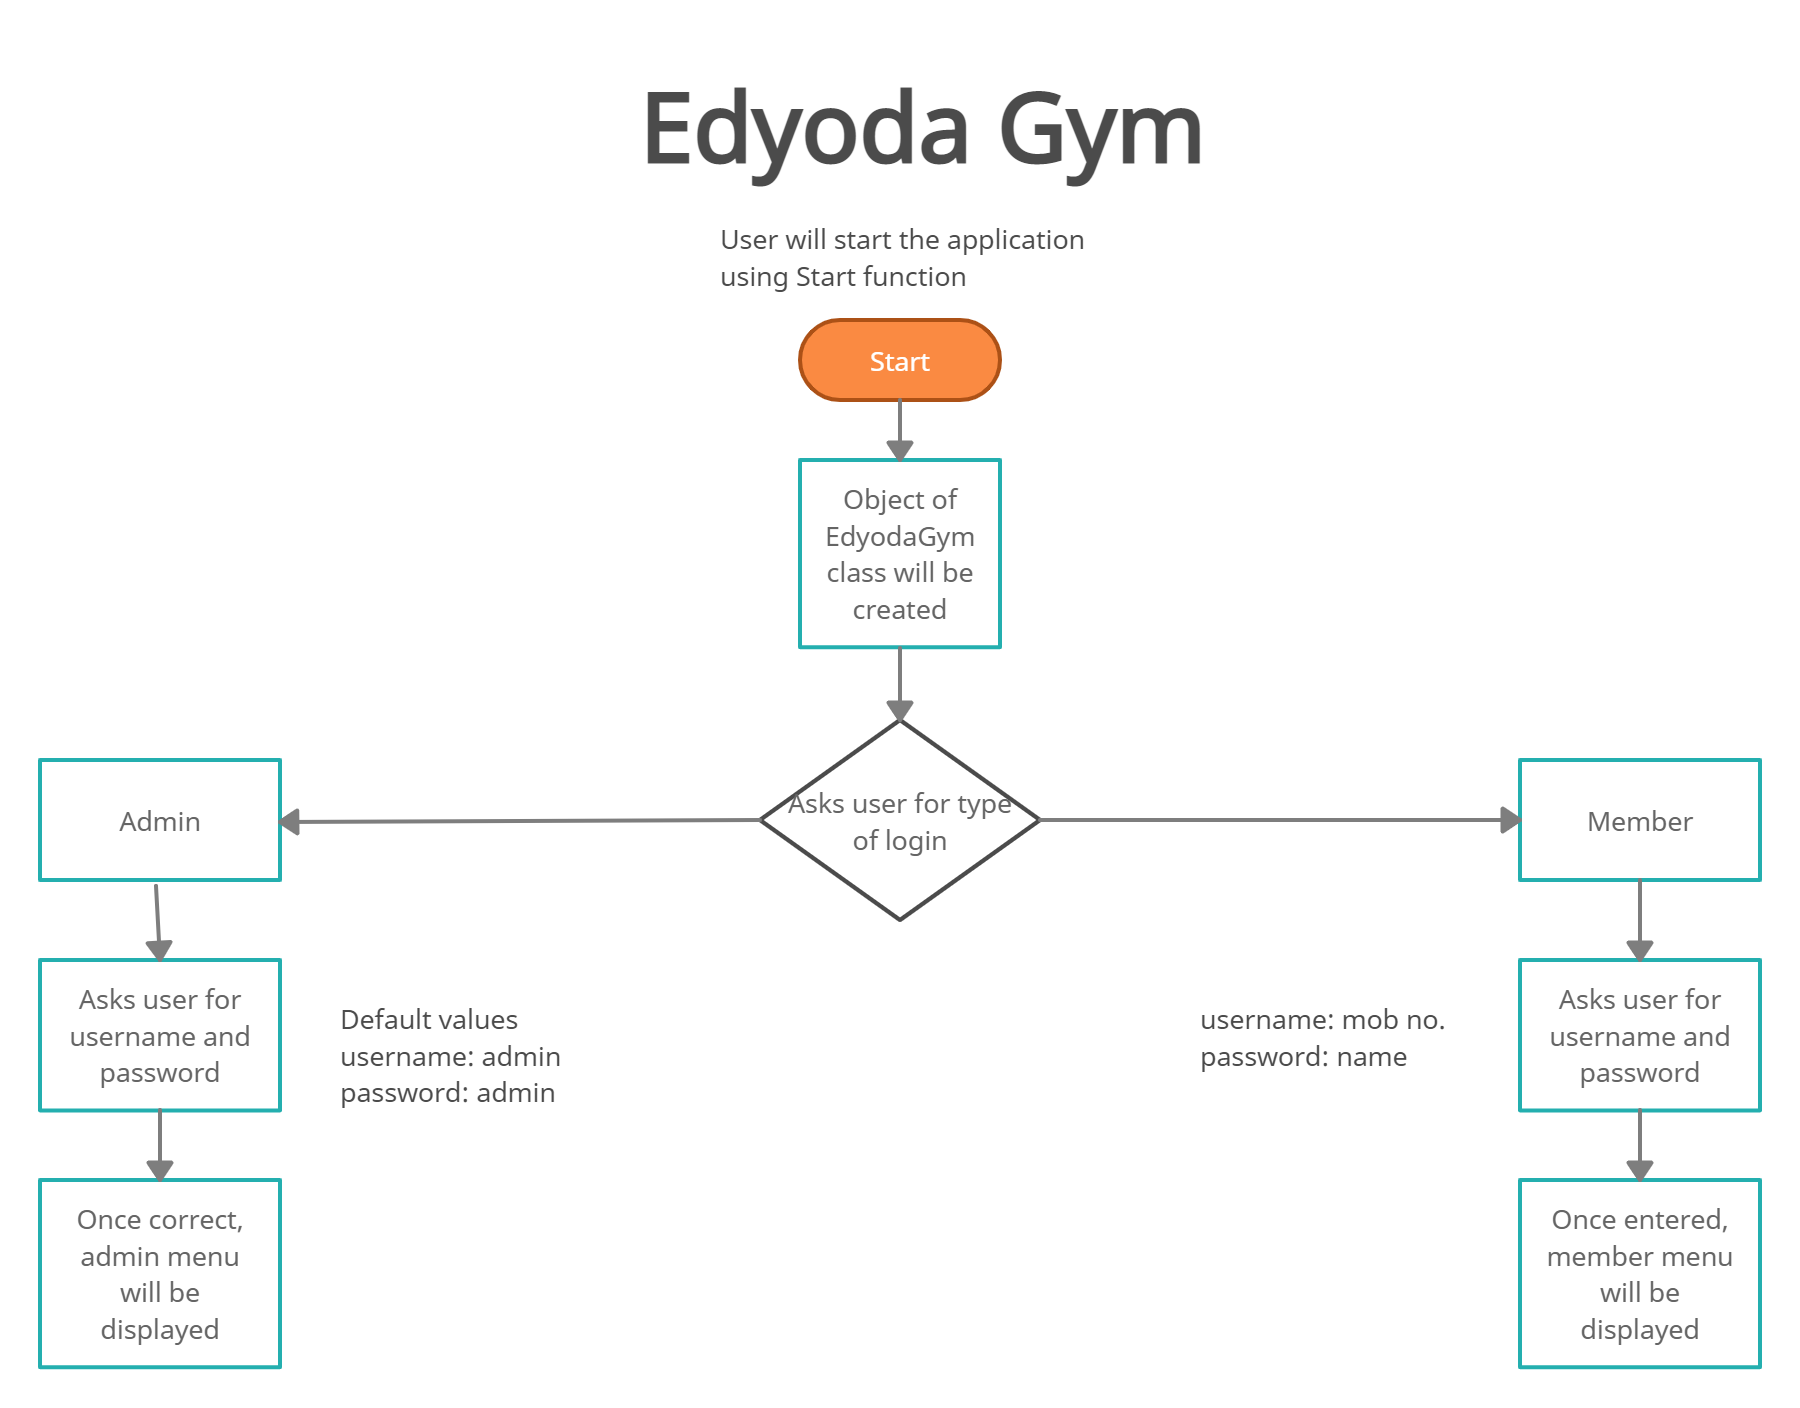 Edyoda Gym
User will start the application
using Start function
Start
Object of
EdyodaGym
class will be
created
Asks user for type
of login
Admin
Member
Asks user for
username and
password
Default values
username: admin
password: admin
username: mob no.
password: name
Asks user for
username and
password
Once correct,
admin menu
will be
displayed
Once entered,
member menu
will be
displayed